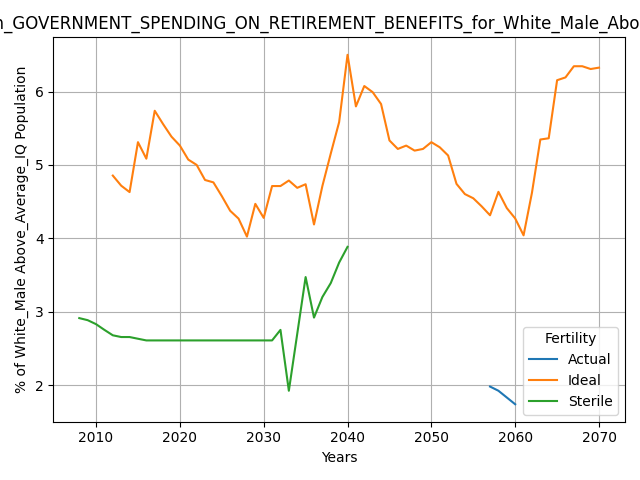 _GOVERNMENT_SPENDING_ON_RETIREMENT_BENEFITS_for_White_Male_Abo
% of White_Male Above_Average_IQ Population
6
5
4
3
2
Fertility
Actual
Ideal
Sterile
2010 2020 2030 2040 2050 2060 2070
Years